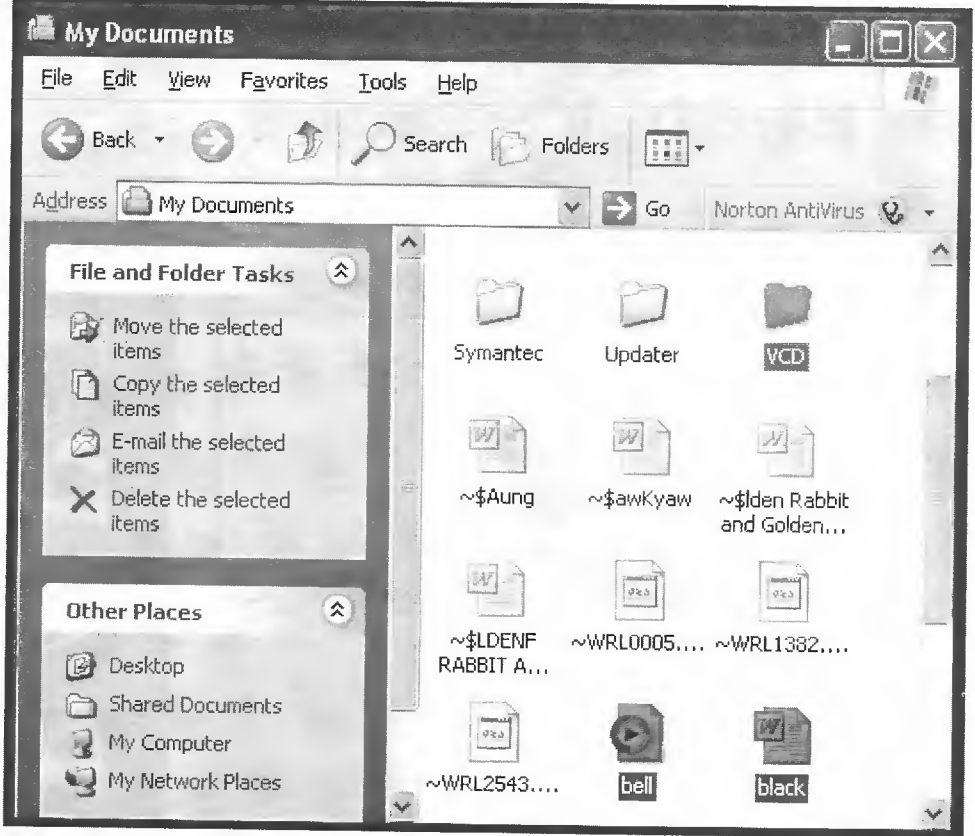 My Documents
File Edit View Favorites Tools Help
Back Search Folders
Address My Documents Go Norton AntiVirus
File and Folder Tasks
Move the selected
items
Copy the selected
items
E-mail the selected
items
Delete the selected
items
Other Places
Desktop
Shared Documents
My Computer
My Network Places
Symantec Updater VCD
~$Aung ~$awKyaw ~$lden Rabbit
and Golden...
~$LDENF
RABBIT A... ~WRL0005.... ~WRL1382....
~WRL2543.... bell black